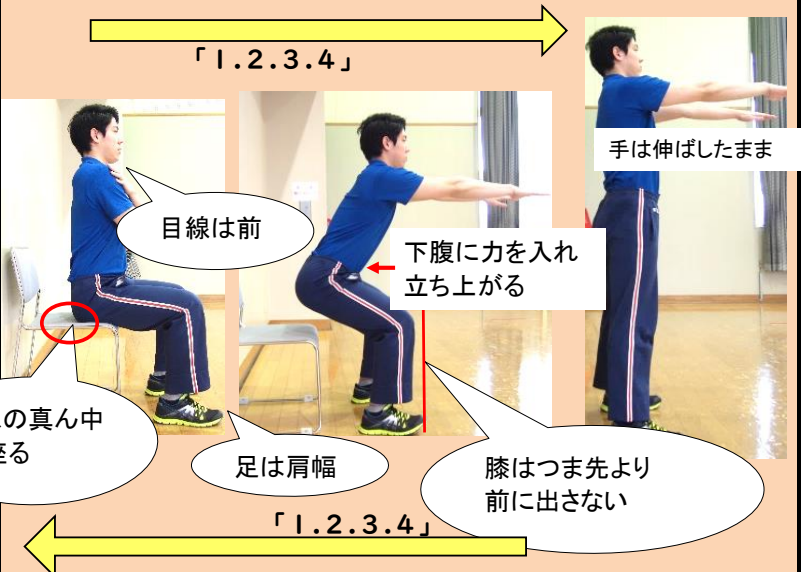 「1.2.3.4」
手は伸ばしたまま
目線は前
下腹に力を入れ
立ち上がる
の真ん中
座る
足は肩幅
膝はつま先より
前に出さない
「1.2.3.4」